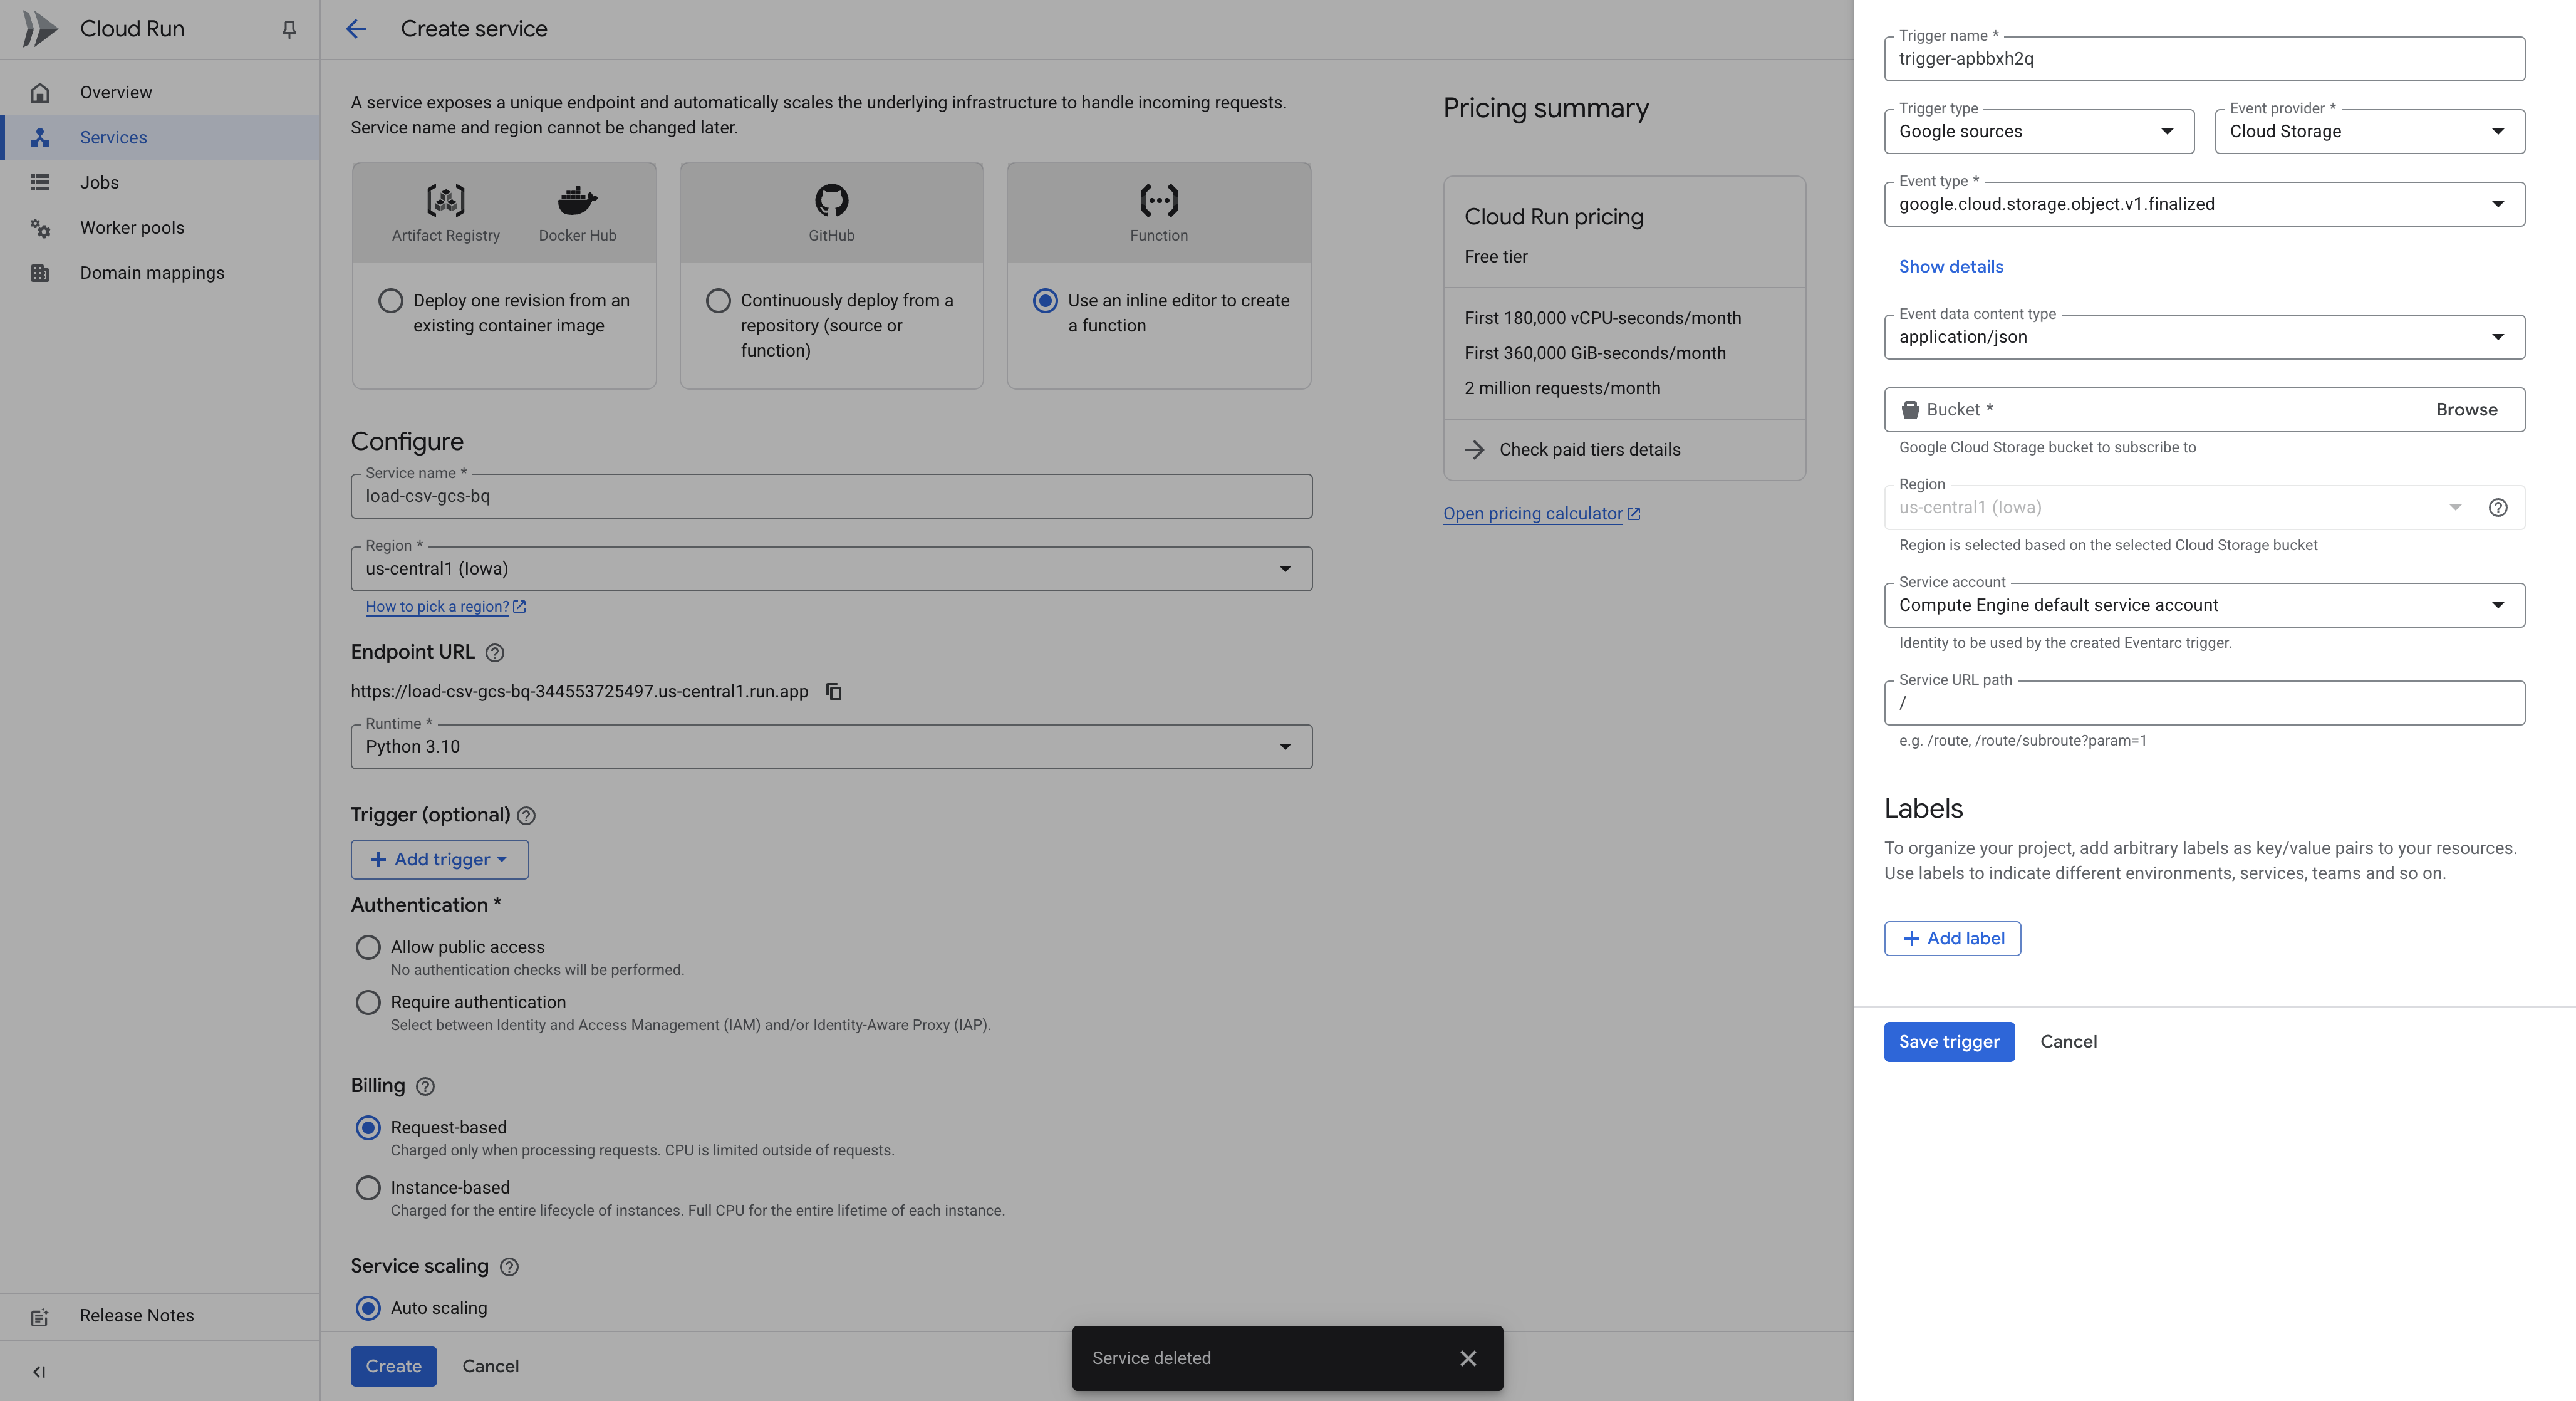 Cloud Run
Overview
Services
Jobs
Worker pools
Domain mappings
Release Notes
Create service
A service exposes a unique endpoint and automatically scales the underlying infrastructure to handle incoming requests.
Service name and region cannot be changed later.
Artifact Registry
Docker Hub
Deploy one revision from an
existing container image
GitHub
Continuously deploy from a
repository (source or
function)
Function
Use an inline editor to create
a function
Configure
Service name *
load-csv-gcs-bq
Region *
us-central1 (Iowa)
How to pick a region?
Endpoint URL
https://load-csv-gcs-bq-344553725497.us-central1.run.app
Runtime *
Python 3.10
Trigger (optional)
Add trigger
Authentication *
Allow public access
No authentication checks will be performed.
Require authentication
Select between Identity and Access Management (IAM) and/or Identity-Aware Proxy (IAP).
Billing
Request-based
Charged only when processing requests. CPU is limited outside of requests.
Instance-based
Charged for the entire lifecycle of instances. Full CPU for the entire lifetime of each instance.
Service scaling
Auto scaling
Create
Cancel
Service deleted
Pricing summary
Cloud Run pricing
Free tier
First 180,000 vCPU-seconds/month
First 360,000 GiB-seconds/month
2 million requests/month
Check paid tiers details
Open pricing calculator
Trigger name *
trigger-apbbxh2q
Trigger type
Google sources
Event provider *
Cloud Storage
Event type *
google.cloud.storage.object.v1.finalized
Show details
Event data content type
application/json
Bucket *
Browse
Google Cloud Storage bucket to subscribe to
Region
us-central1 (Iowa)
Region is selected based on the selected Cloud Storage bucket
Service account
Compute Engine default service account
Identity to be used by the created Eventarc trigger.
Service URL path
/
e.g. /route, /route/subroute?param=1
Labels
To organize your project, add arbitrary labels as key/value pairs to your resources.
Use labels to indicate different environments, services, teams and so on.
Add label
Save trigger
Cancel